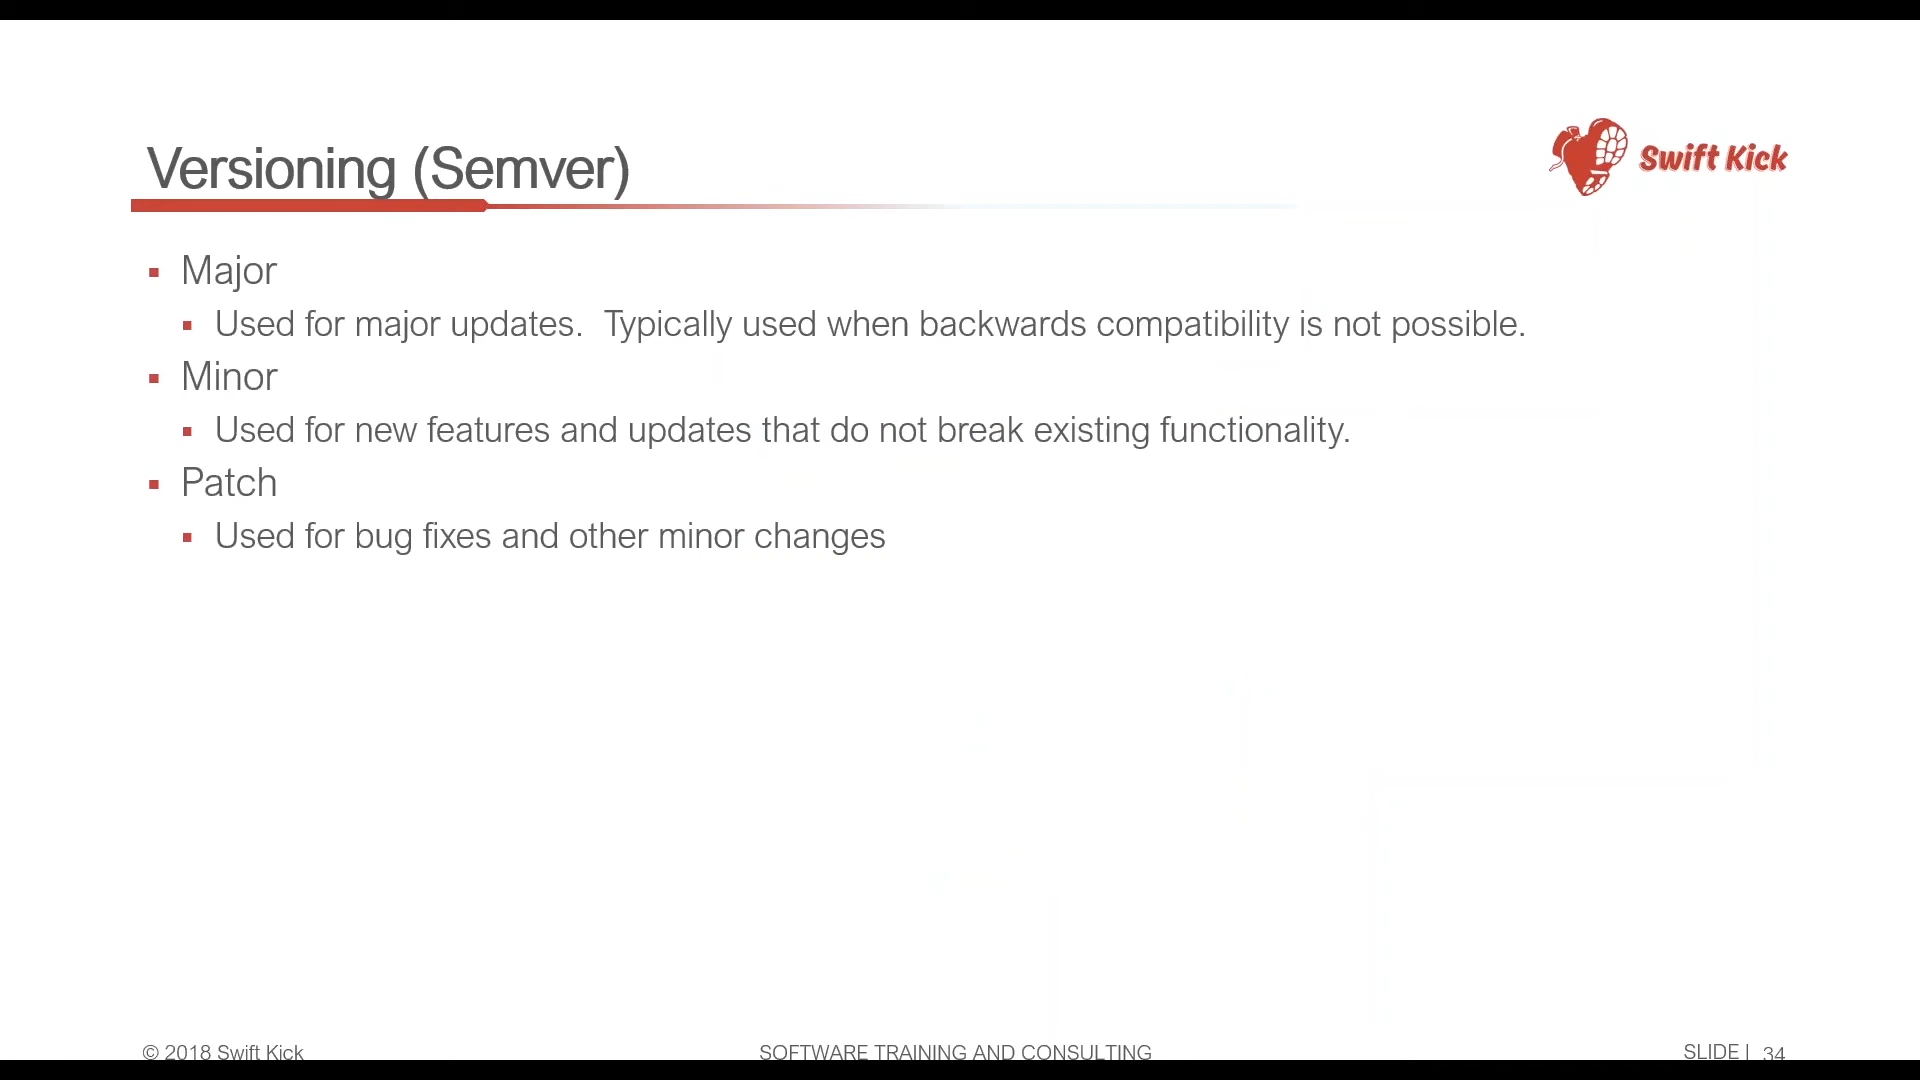 Versioning (Semver)
Swift Kick
▪ Major
▪ Used for major updates.  Typically used when backwards compatibility is not possible.
▪ Minor
▪ Used for new features and updates that do not break existing functionality.
▪ Patch
▪ Used for bug fixes and other minor changes
© 2018 Swift Kick
SOFTWARE TRAINING AND CONSULTING
SLIDE | 34